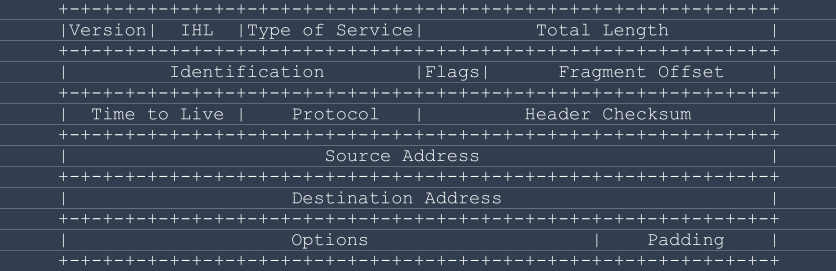 +-+-+-+-+-+-+-+-+-+-+-+-+-+-+-+-+-+-+-+-+-+-+-+-+-+-+-+-+-+-+-+-+
|Version|  IHL  |Type of Service|          Total Length         |
+-+-+-+-+-+-+-+-+-+-+-+-+-+-+-+-+-+-+-+-+-+-+-+-+-+-+-+-+-+-+-+-+
|         Identification        |Flags|      Fragment Offset    |
+-+-+-+-+-+-+-+-+-+-+-+-+-+-+-+-+-+-+-+-+-+-+-+-+-+-+-+-+-+-+-+-+
|  Time to Live |    Protocol   |         Header Checksum       |
+-+-+-+-+-+-+-+-+-+-+-+-+-+-+-+-+-+-+-+-+-+-+-+-+-+-+-+-+-+-+-+-+
|                       Source Address                          |
+-+-+-+-+-+-+-+-+-+-+-+-+-+-+-+-+-+-+-+-+-+-+-+-+-+-+-+-+-+-+-+-+
|                    Destination Address                        |
+-+-+-+-+-+-+-+-+-+-+-+-+-+-+-+-+-+-+-+-+-+-+-+-+-+-+-+-+-+-+-+-+
|                    Options                    |    Padding    |
+-+-+-+-+-+-+-+-+-+-+-+-+-+-+-+-+-+-+-+-+-+-+-+-+-+-+-+-+-+-+-+-+